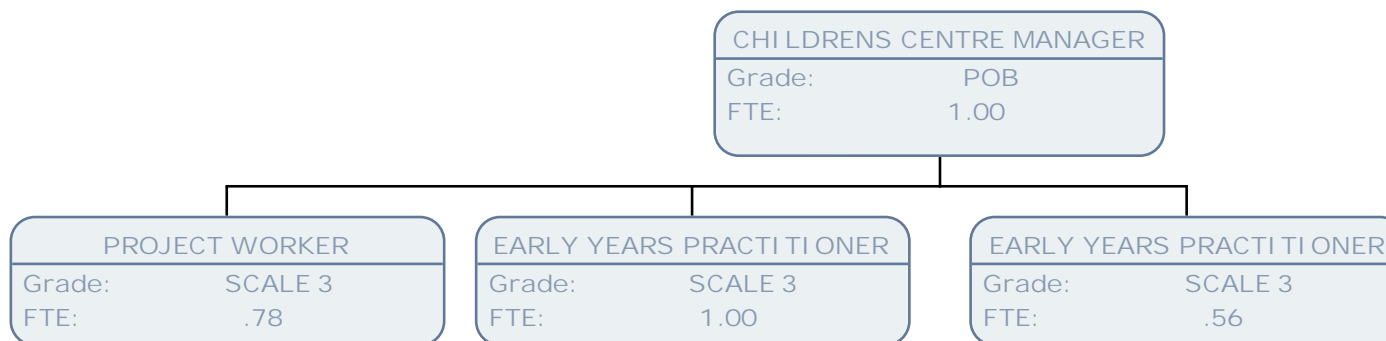 CHILDRENS CENTRE MANAGER
Grade: POB
FTE: 1.00
PROJECT WORKER
Grade: SCALE 3
FTE: .78
EARLY YEARS PRACTITIONER
Grade: SCALE 3
FTE: 1.00
EARLY YEARS PRACTITIONER
Grade: SCALE 3
FTE: .56